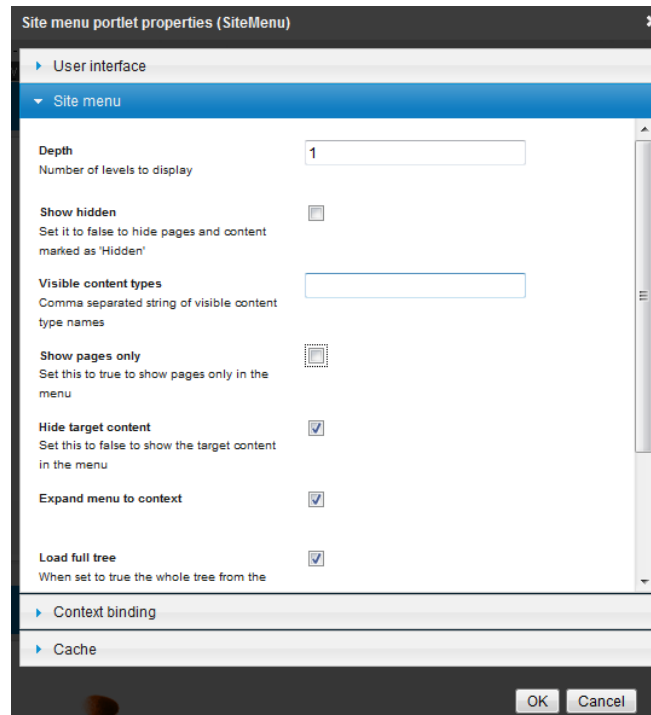 Site menu portlet properties (SiteMenu)
User interface
Site menu
Depth
1
Number of levels to display
Show hidden
Set it to false to hide pages and content
marked as 'Hidden'
Visible content types
Comma separated string of visible content
type names
Show pages only
Set this to true to show pages only in the
menu
Hide target content
Set this to false to show the target content
in the menu
Expand menu to context
Load full tree
When set to true the whole tree from the
Context binding
Cache
OK Cancel